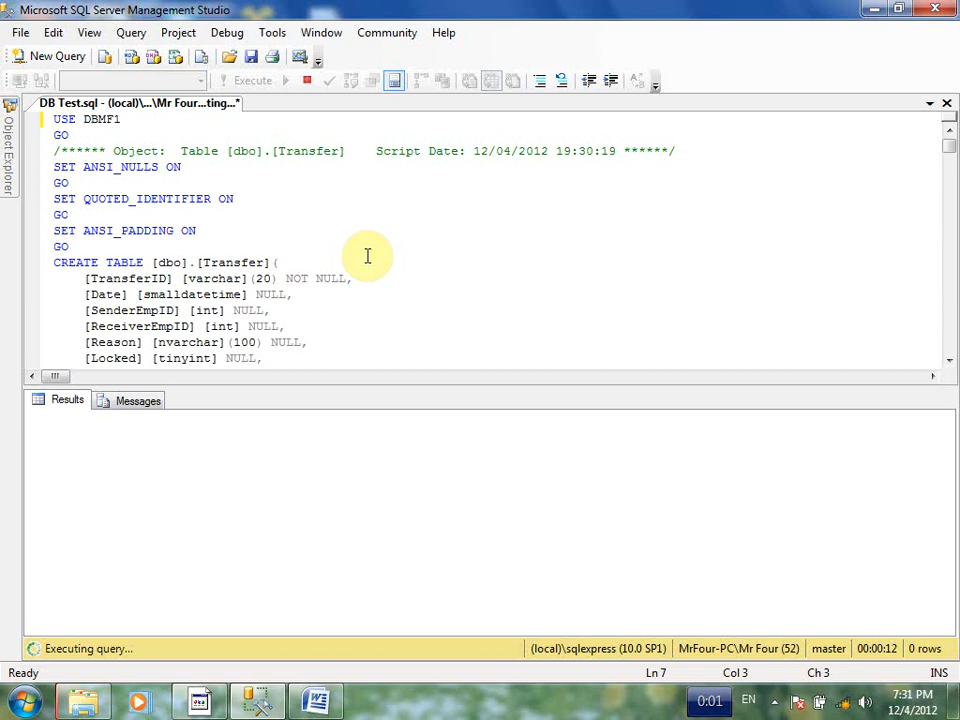 Microsoft SQL Server Management Studio
File Edit View Query Project Debug Tools Window Community Help
New Query
Execute
DB Test.sql - (local)\...\Mr Four...ting...*
Object Explorer
USE DBMF1
GO
/****** Object:  Table [dbo].[Transfer]    Script Date: 12/04/2012 19:30:19 ******/
SET ANSI_NULLS ON
GO
SET QUOTED_IDENTIFIER ON
GO
SET ANSI_PADDING ON
GO
CREATE TABLE [dbo].[Transfer](
[TransferID] [varchar](20) NOT NULL,
[Date] [smalldatetime] NULL,
[SenderEmpID] [int] NULL,
[ReceiverEmpID] [int] NULL,
[Reason] [nvarchar](100) NULL,
[Locked] [tinyint] NULL,
Results Messages
Executing query... (local)\sqlexpress (10.0 SP1) MrFour-PC\Mr Four (52) master 00:00:12 0 rows
Ready Ln 7 Col 3 Ch 3 INS
0:01 EN 7:31 PM
12/4/2012